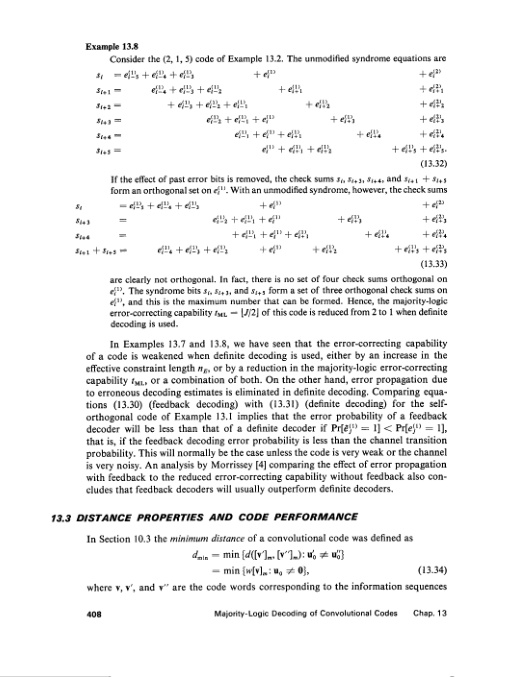 Example 13.8
Consider the (2, 1, 5) code of Example 13.2. The unmodified syndrome equations are
s_l = e_{l-5}^{(1)} + e_{l-4}^{(1)} + e_{l-3}^{(1)} + e_l^{(1)} + e_l^{(2)}
s_{l+1} = e_{l-4}^{(1)} + e_{l-3}^{(1)} + e_{l-2}^{(1)} + e_{l+1}^{(1)} + e_{l+1}^{(2)}
s_{l+2} = + e_{l-3}^{(1)} + e_{l-2}^{(1)} + e_{l-1}^{(1)} + e_{l+2}^{(1)} + e_{l+2}^{(2)}
s_{l+3} = e_{l-2}^{(1)} + e_{l-1}^{(1)} + e_l^{(1)} + e_{l+3}^{(1)} + e_{l+3}^{(2)}
s_{l+4} = e_{l-1}^{(1)} + e_l^{(1)} + e_{l+1}^{(1)} + e_{l+4}^{(1)} + e_{l+4}^{(2)}
s_{l+5} = e_l^{(1)} + e_{l+1}^{(1)} + e_{l+2}^{(1)} + e_{l+5}^{(1)} + e_{l+5}^{(2)}.
(13.32)
If the effect of past error bits is removed, the check sums s_l, s_{l+3}, s_{l+4}, and s_{l+1} + s_{l+5}
form an orthogonal set on e_l^{(1)}. With an unmodified syndrome, however, the check sums
s_l = e_{l-5}^{(1)} + e_{l-4}^{(1)} + e_{l-3}^{(1)} + e_l^{(1)} + e_l^{(2)}
s_{l+3} = e_{l-2}^{(1)} + e_{l-1}^{(1)} + e_l^{(1)} + e_{l+3}^{(1)} + e_{l+3}^{(2)}
s_{l+4} = + e_{l-1}^{(1)} + e_l^{(1)} + e_{l+1}^{(1)} + e_{l+4}^{(1)} + e_{l+4}^{(2)}
s_{l+1} + s_{l+5} = e_{l-4}^{(1)} + e_{l-3}^{(1)} + e_{l-2}^{(1)} + e_l^{(1)} + e_{l+2}^{(1)} + e_{l+5}^{(1)} + e_{l+5}^{(2)}
(13.33)
are clearly not orthogonal. In fact, there is no set of four check sums orthogonal on
e_l^{(1)}. The syndrome bits s_l, s_{l+3}, and s_{l+5} form a set of three orthogonal check sums on
e_l^{(1)}, and this is the maximum number that can be formed. Hence, the majority-logic
error-correcting capability t_{ML} = ⌊J/2⌋ of this code is reduced from 2 to 1 when definite
decoding is used.
In Examples 13.7 and 13.8, we have seen that the error-correcting capability
of a code is weakened when definite decoding is used, either by an increase in the
effective constraint length n_E, or by a reduction in the majority-logic error-correcting
capability t_{ML}, or a combination of both. On the other hand, error propagation due
to erroneous decoding estimates is eliminated in definite decoding. Comparing equa-
tions (13.30) (feedback decoding) with (13.31) (definite decoding) for the self-
orthogonal code of Example 13.1 implies that the error probability of a feedback
decoder will be less than that of a definite decoder if Pr[ê_j^{(1)} = 1] < Pr[e_j^{(1)} = 1],
that is, if the feedback decoding error probability is less than the channel transition
probability. This will normally be the case unless the code is very weak or the channel
is very noisy. An analysis by Morrissey [4] comparing the effect of error propagation
with feedback to the reduced error-correcting capability without feedback also con-
cludes that feedback decoders will usually outperform definite decoders.
13.3 DISTANCE PROPERTIES AND CODE PERFORMANCE
In Section 10.3 the minimum distance of a convolutional code was defined as
d_{min} = min {d([v']_m, [v'']_m): u'_0 ≠ u''_0}
= min {w[v]_m: u_0 ≠ 0}, (13.34)
where v, v', and v'' are the code words corresponding to the information sequences
408 Majority-Logic Decoding of Convolutional Codes Chap. 13